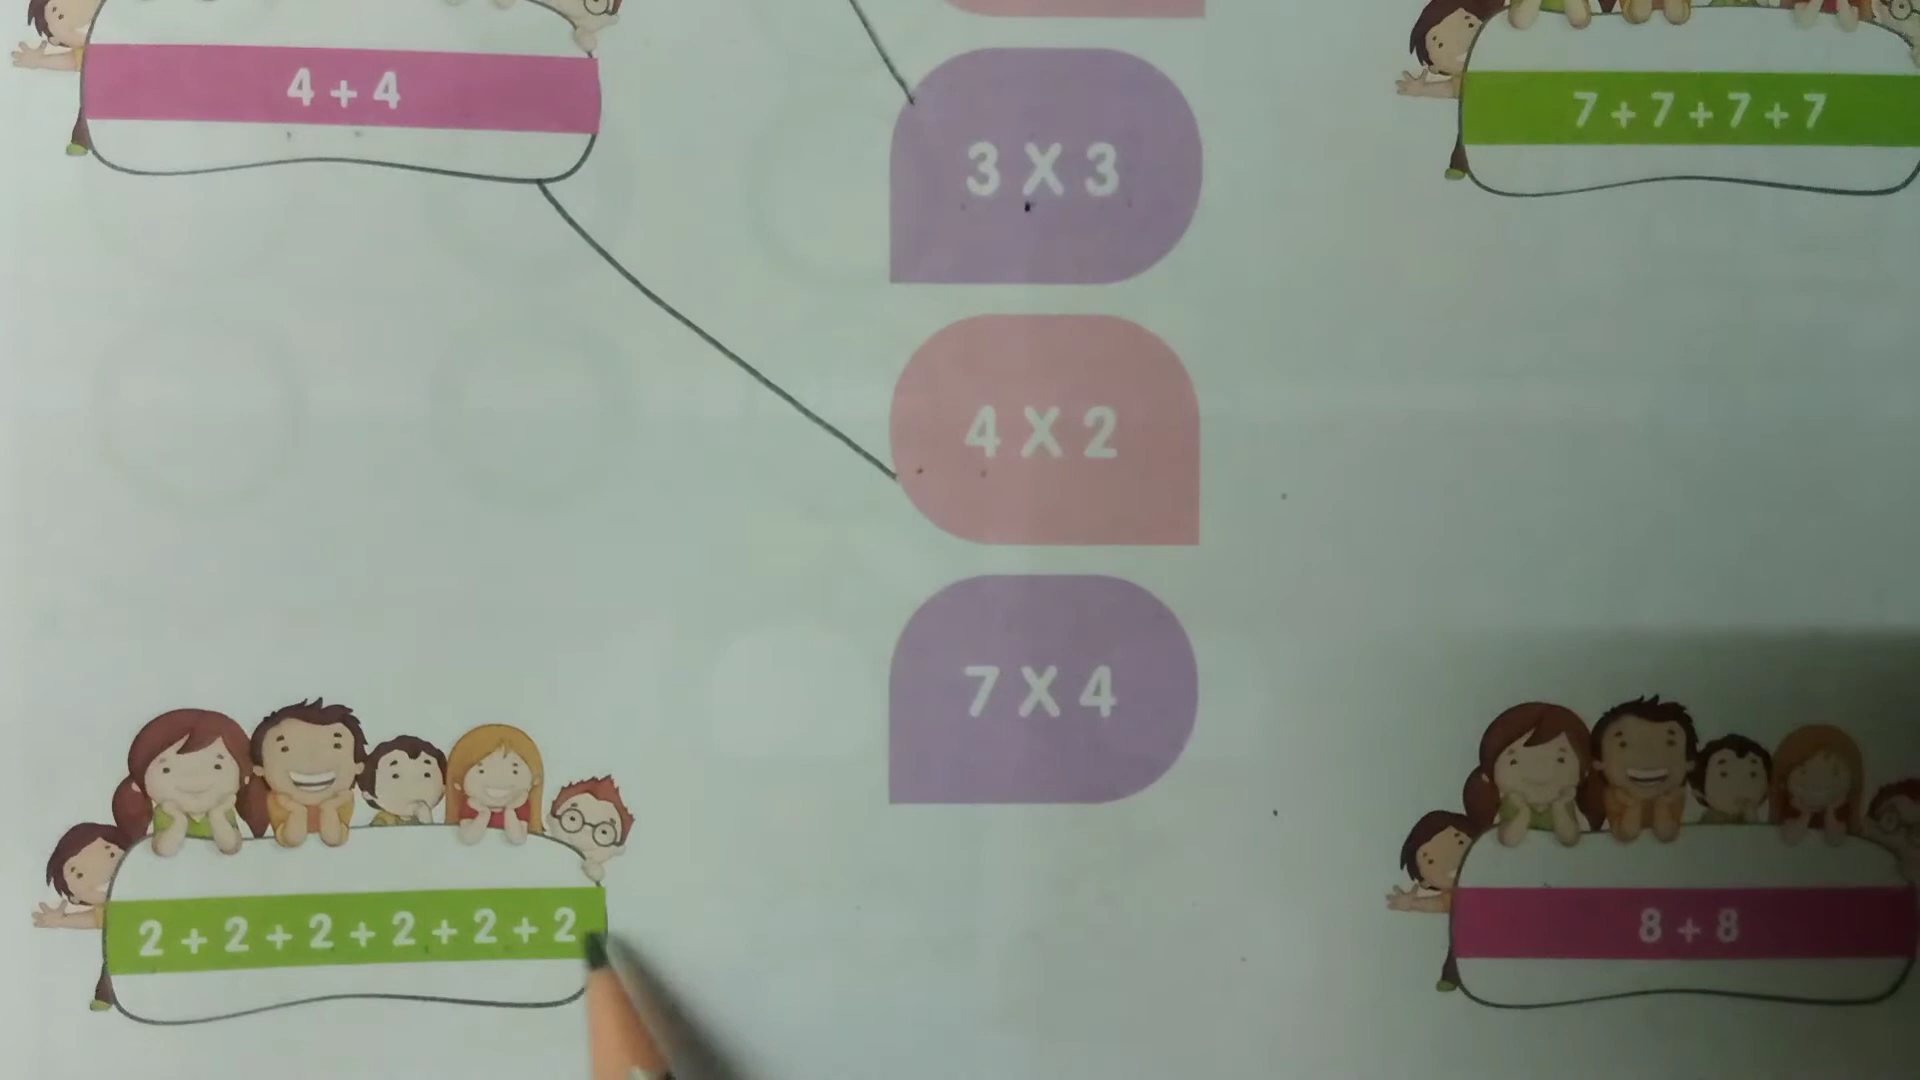 4 + 4
7 + 7 + 7 + 7
3 X 3
4 X 2
7 X 4
2 + 2 + 2 + 2 + 2 + 2
8 + 8